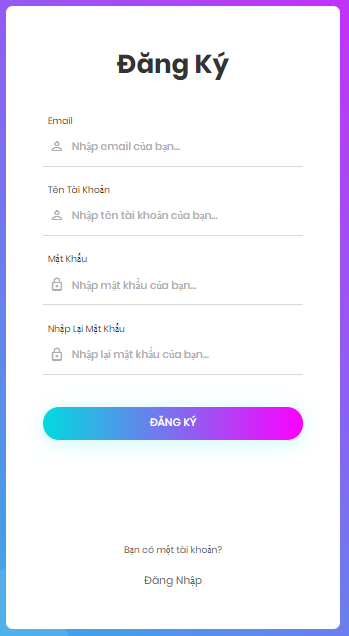 Đăng Ký
Email
Nhập email của bạn...
Tên Tài Khoản
Nhập tên tài khoản của bạn...
Mật Khẩu
Nhập mật khẩu của bạn...
Nhập Lại Mật Khẩu
Nhập lại mật khẩu của bạn...
ĐĂNG KÝ
Bạn có một tài khoản?
Đăng Nhập